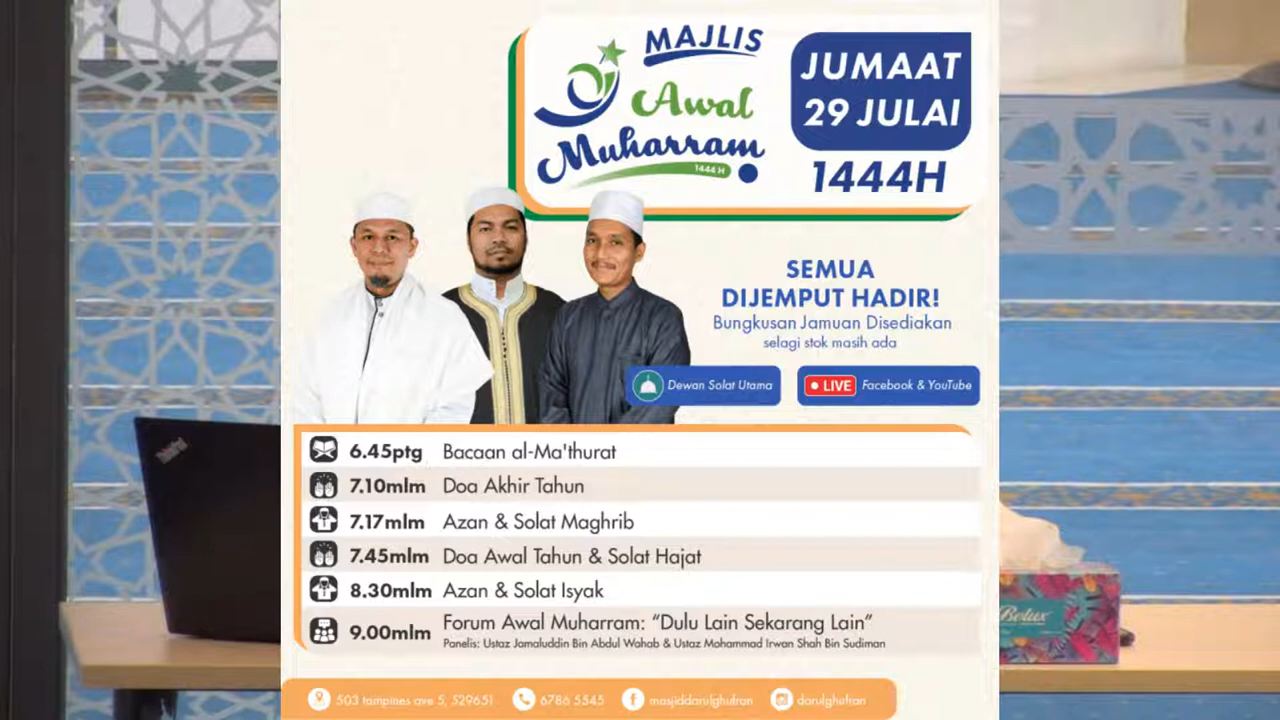 MAJLIS
Awal
Muharram
1444 H
JUMAAT
29 JULAI
1444H
SEMUA
DIJEMPUT HADIR!
Bungkusan Jamuan Disediakan
selagi stok masih ada
Dewan Solat Utama
LIVE Facebook & YouTube
6.45ptg Bacaan al-Ma'thurat
7.10mlm Doa Akhir Tahun
7.17mlm Azan & Solat Maghrib
7.45mlm Doa Awal Tahun & Solat Hajat
8.30mlm Azan & Solat Isyak
9.00mlm Forum Awal Muharram: “Dulu Lain Sekarang Lain”
Panelis: Ustaz Jamaluddin Bin Abdul Wahab & Ustaz Mohammad Irwan Shah Bin Sudiman
503 tampines ave 5, 529651 6786 5545 masjiddarulghufran darulghufran
ThinkPad
Belux